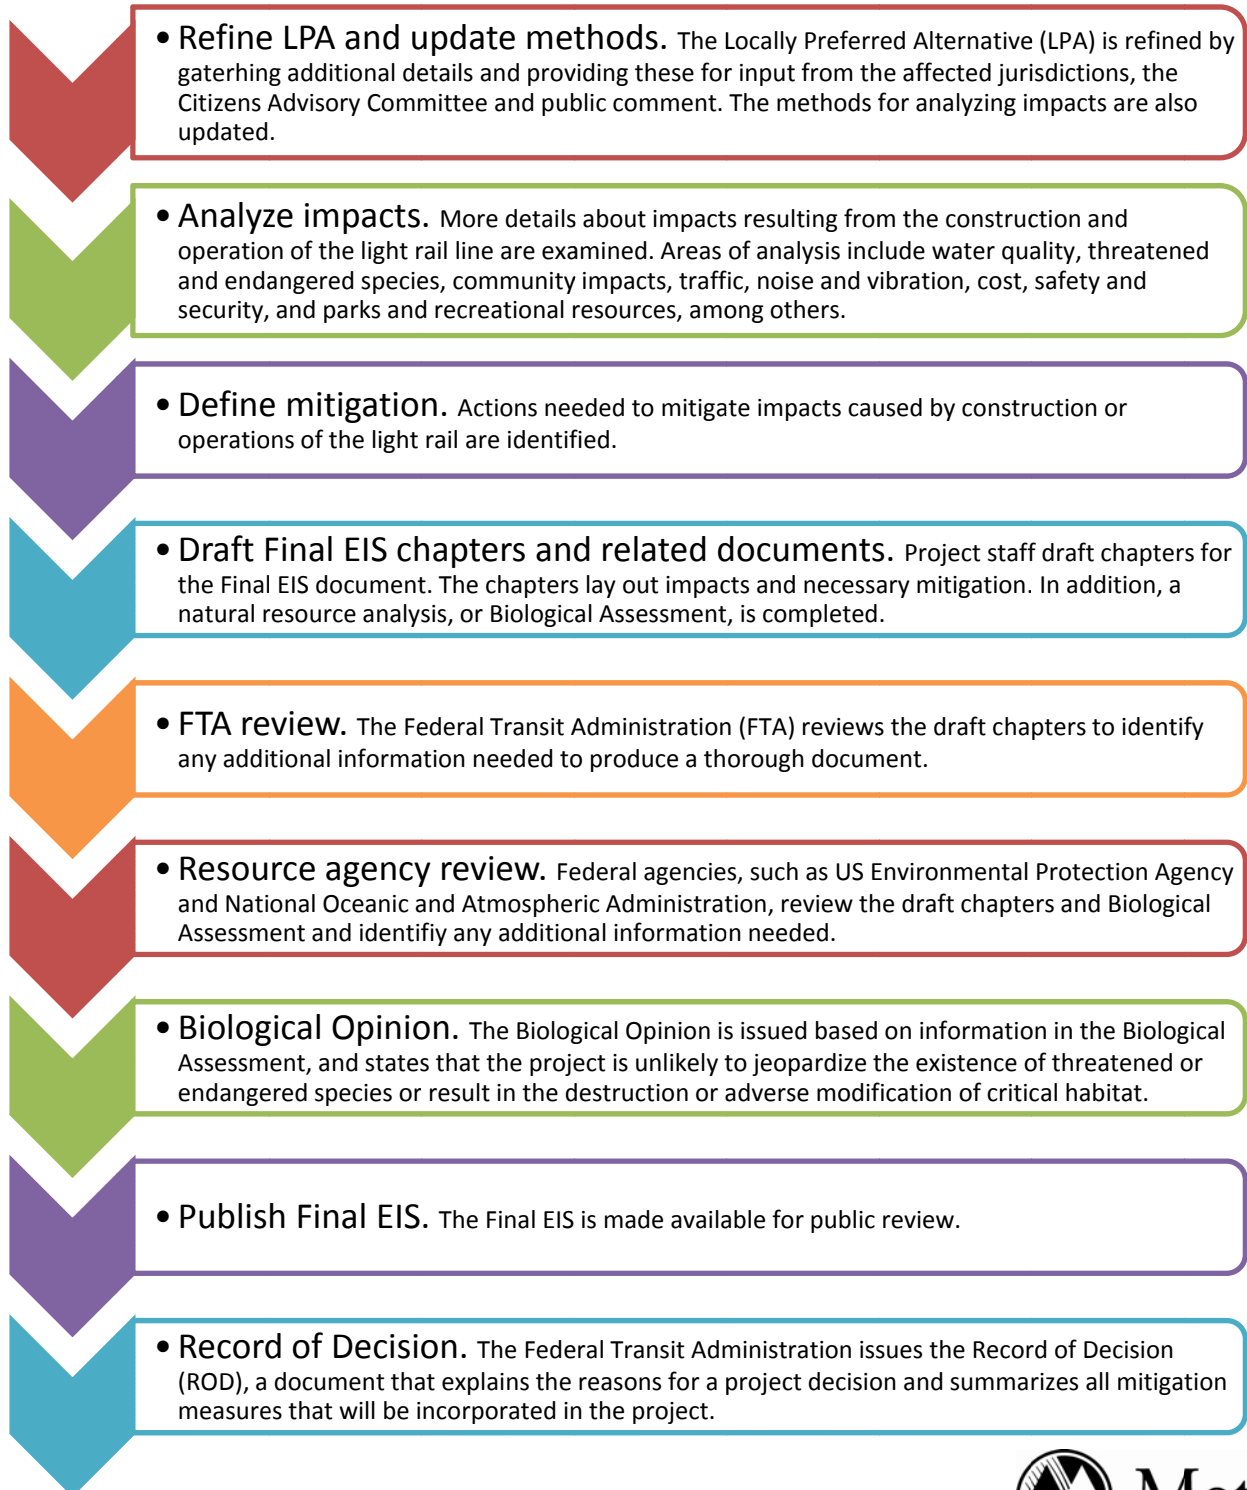 • Refine LPA and update methods. The Locally Preferred Alternative (LPA) is refined by
gaterhing additional details and providing these for input from the affected jurisdictions, the
Citizens Advisory Committee and public comment. The methods for analyzing impacts are also
updated.
• Analyze impacts. More details about impacts resulting from the construction and
operation of the light rail line are examined. Areas of analysis include water quality, threatened
and endangered species, community impacts, traffic, noise and vibration, cost, safety and
security, and parks and recreational resources, among others.
• Define mitigation. Actions needed to mitigate impacts caused by construction or
operations of the light rail are identified.
• Draft Final EIS chapters and related documents. Project staff draft chapters for
the Final EIS document. The chapters lay out impacts and necessary mitigation. In addition, a
natural resource analysis, or Biological Assessment, is completed.
• FTA review. The Federal Transit Administration (FTA) reviews the draft chapters to identify
any additional information needed to produce a thorough document.
• Resource agency review. Federal agencies, such as US Environmental Protection Agency
and National Oceanic and Atmospheric Administration, review the draft chapters and Biological
Assessment and identifiy any additional information needed.
• Biological Opinion. The Biological Opinion is issued based on information in the Biological
Assessment, and states that the project is unlikely to jeopardize the existence of threatened or
endangered species or result in the destruction or adverse modification of critical habitat.
• Publish Final EIS. The Final EIS is made available for public review.
• Record of Decision. The Federal Transit Administration issues the Record of Decision
(ROD), a document that explains the reasons for a project decision and summarizes all mitigation
measures that will be incorporated in the project.